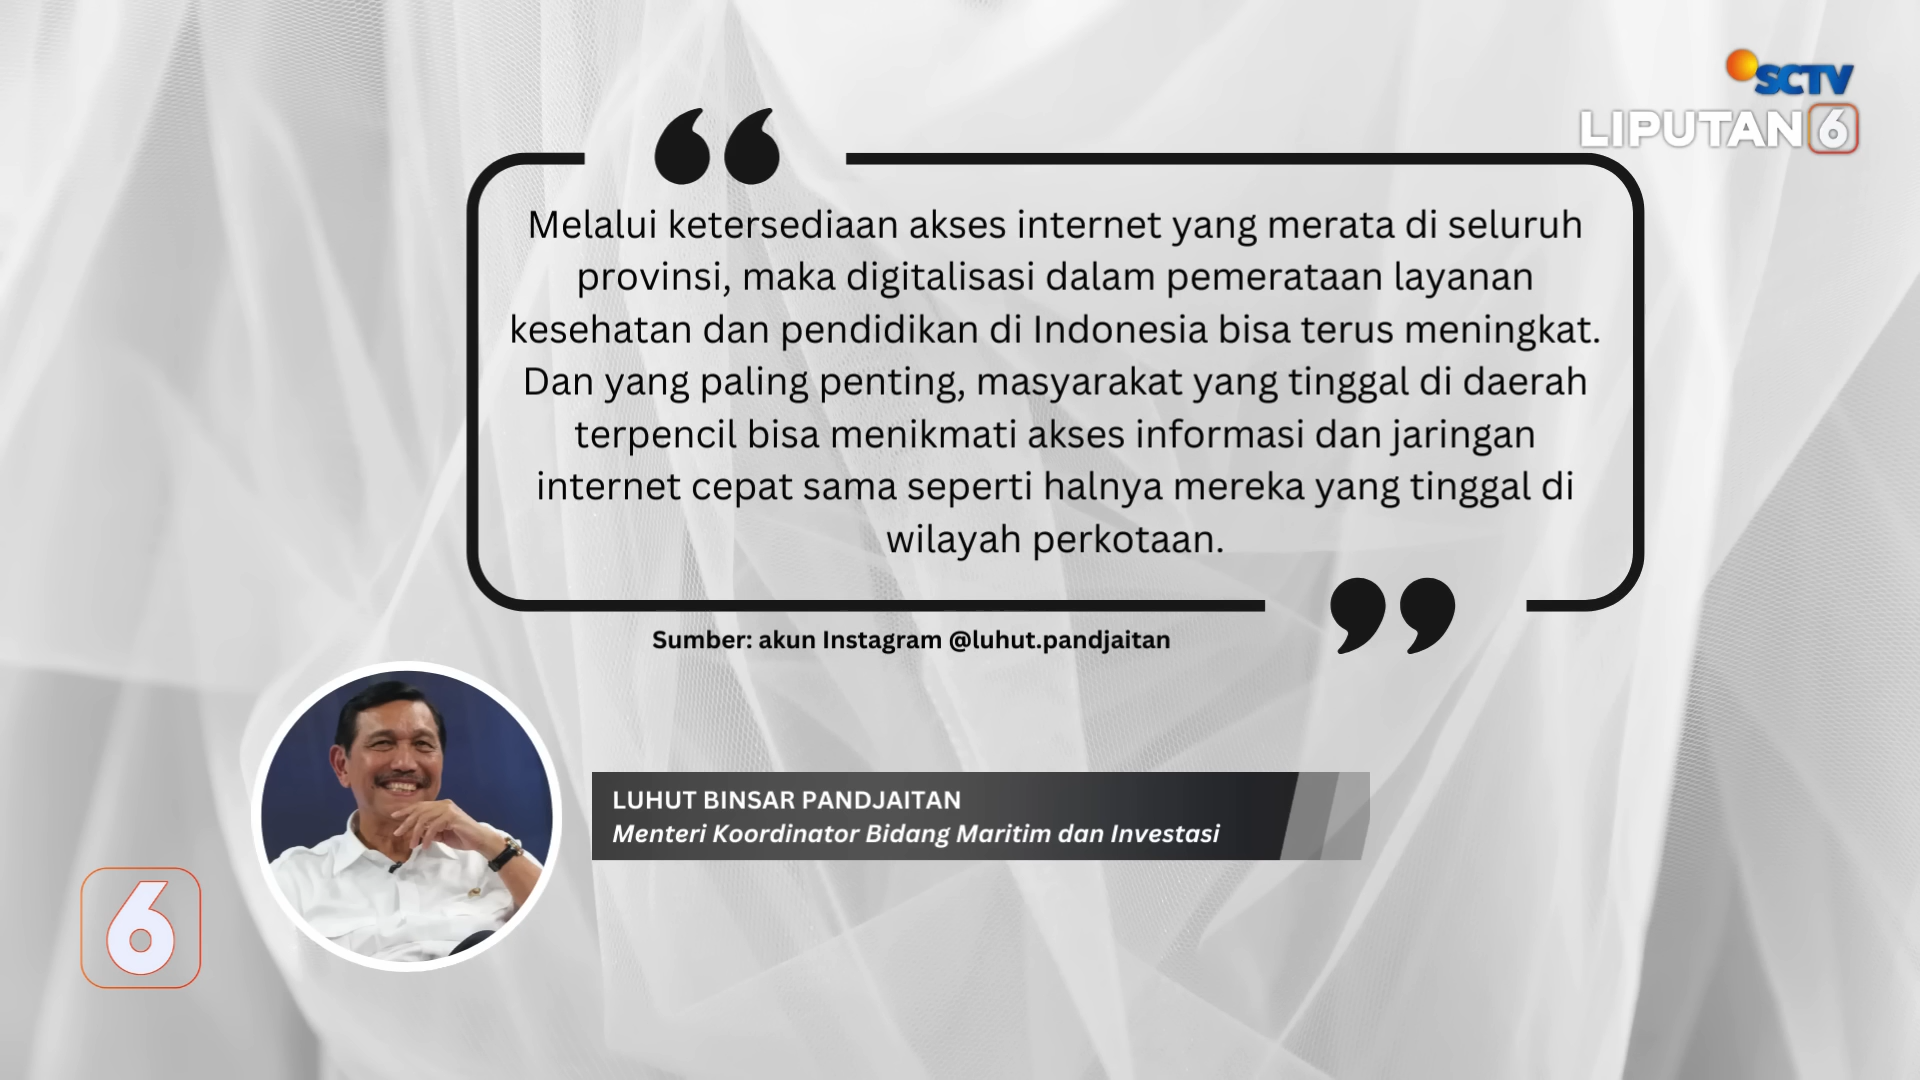 SCTV
LIPUTAN 6
Melalui ketersediaan akses internet yang merata di seluruh
provinsi, maka digitalisasi dalam pemerataan layanan
kesehatan dan pendidikan di Indonesia bisa terus meningkat.
Dan yang paling penting, masyarakat yang tinggal di daerah
terpencil bisa menikmati akses informasi dan jaringan
internet cepat sama seperti halnya mereka yang tinggal di
wilayah perkotaan.
Sumber: akun Instagram @luhut.pandjaitan
LUHUT BINSAR PANDJAITAN
Menteri Koordinator Bidang Maritim dan Investasi
6